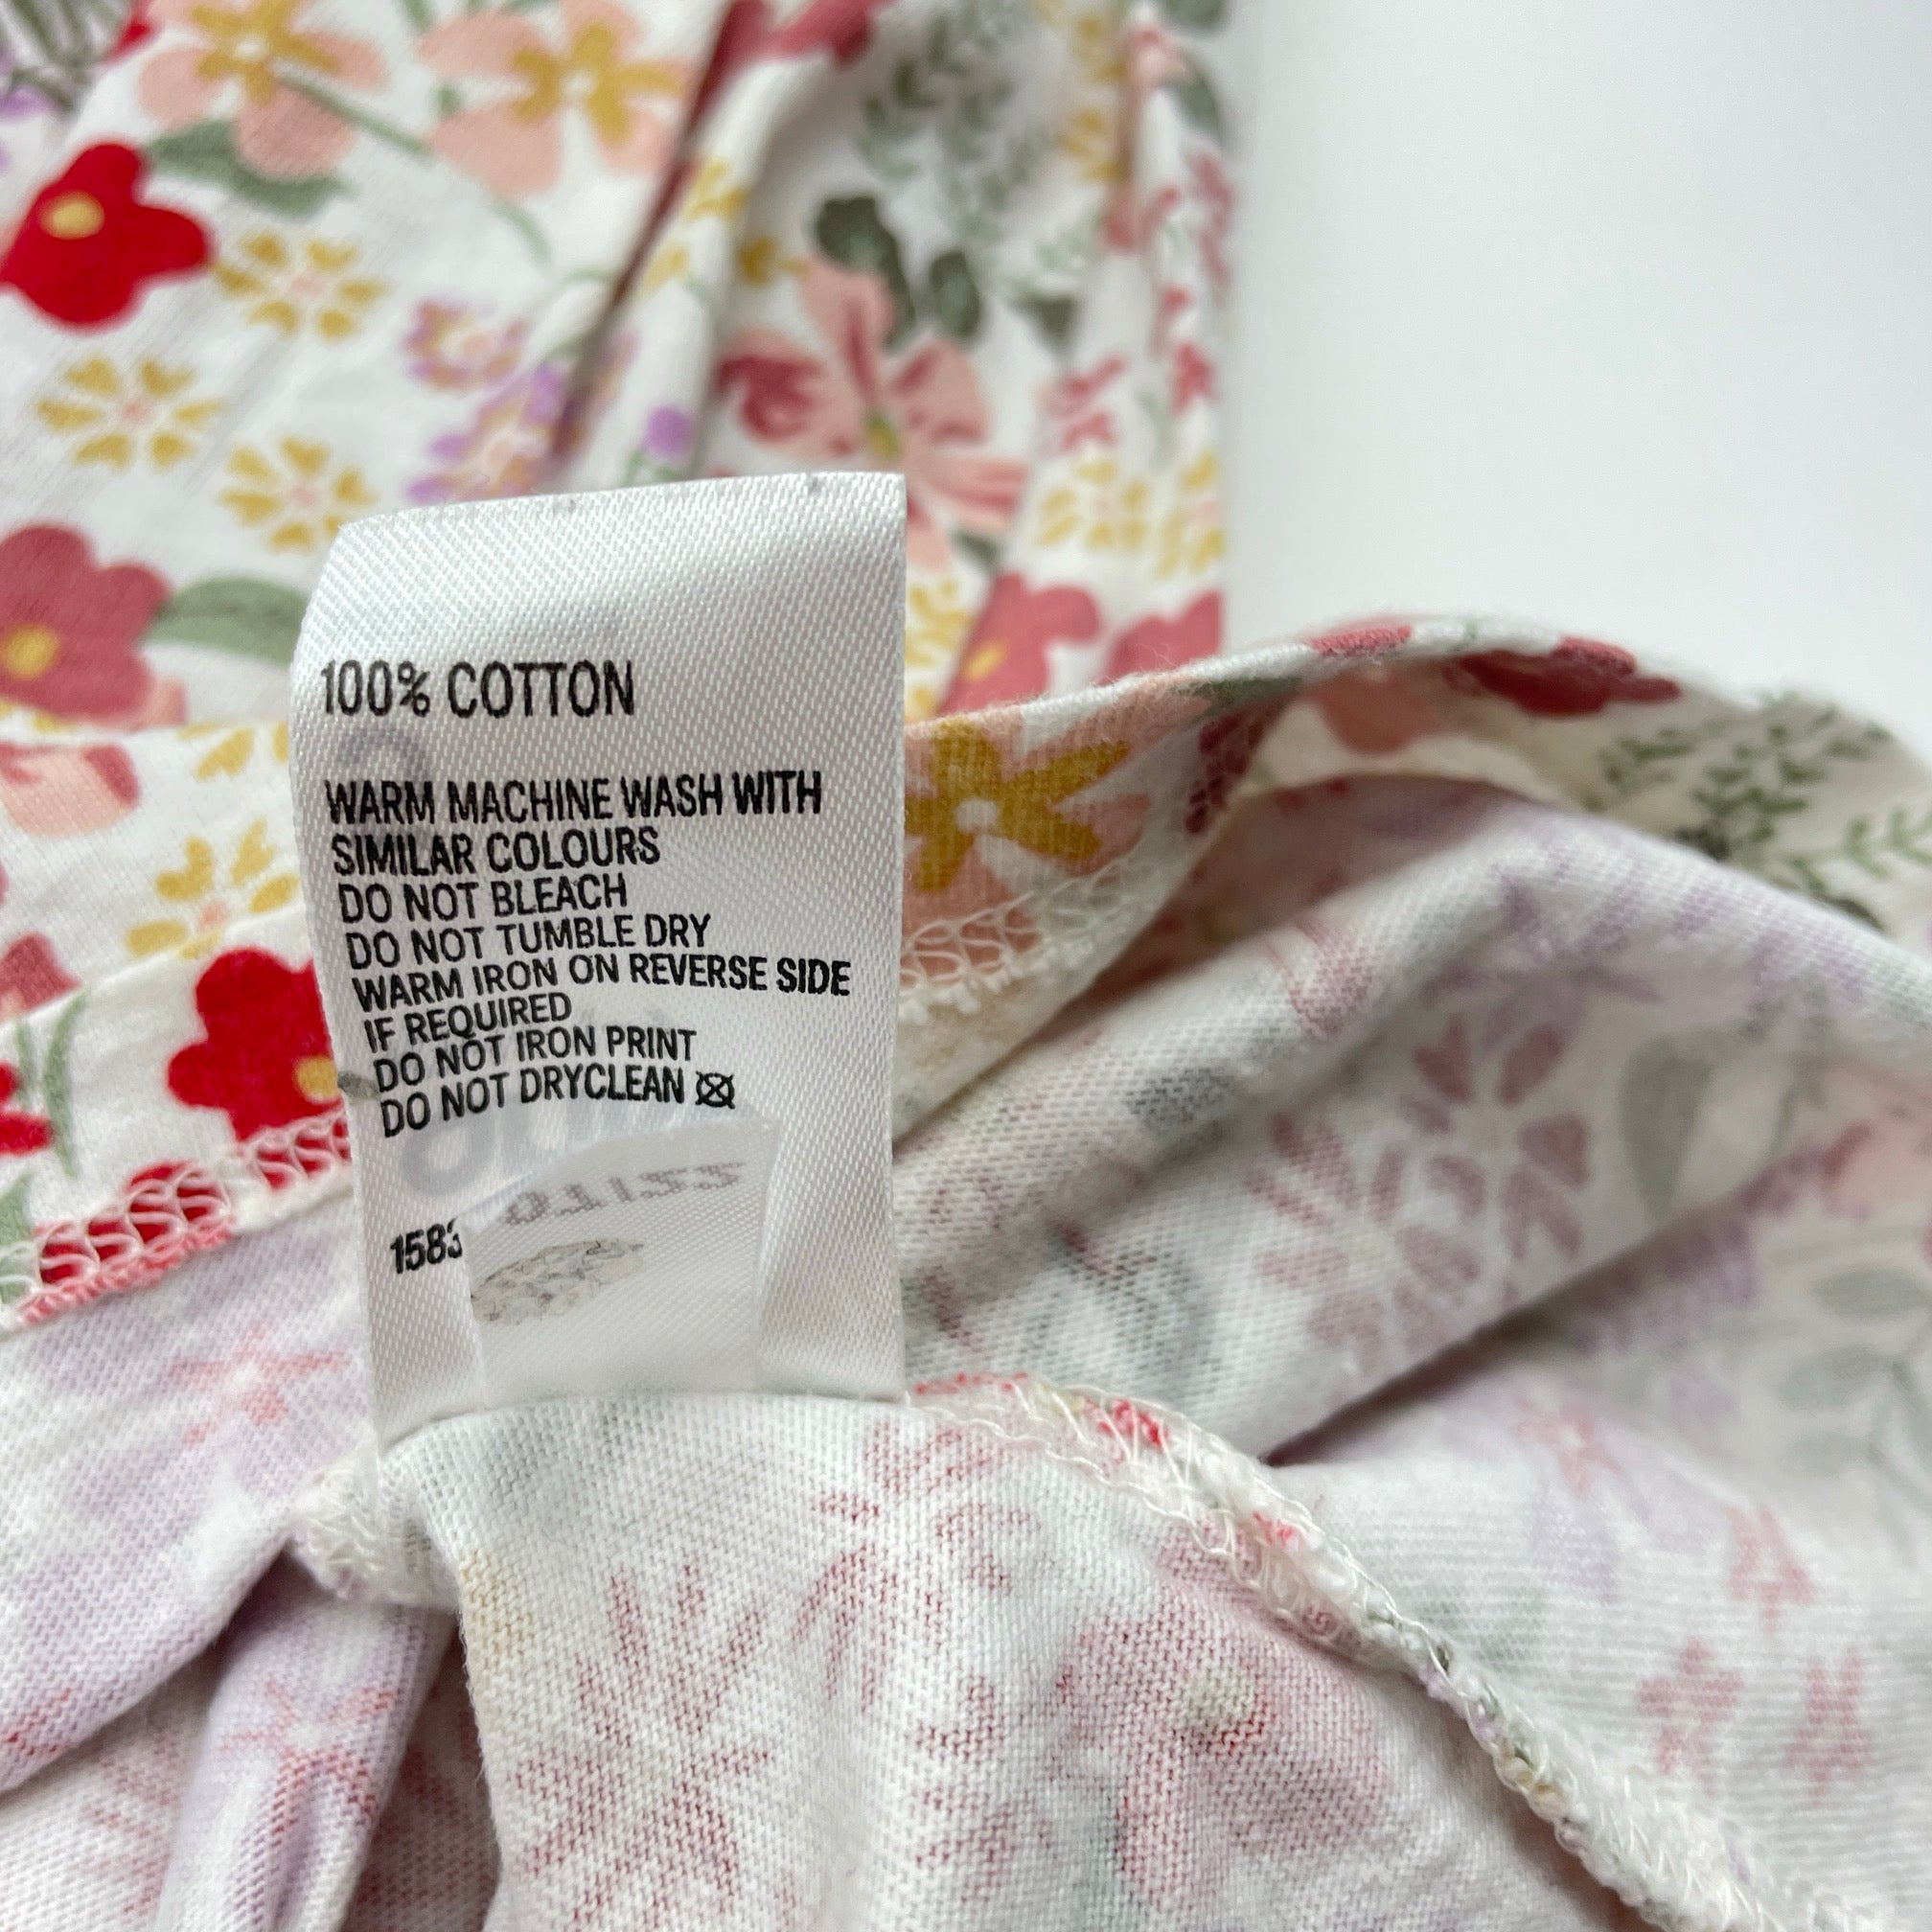 100% COTTON
WARM MACHINE WASH WITH
SIMILAR COLOURS
DO NOT BLEACH
DO NOT TUMBLE DRY
WARM IRON ON REVERSE SIDE
IF REQUIRED
DO NOT IRON PRINT
DO NOT DRYCLEAN